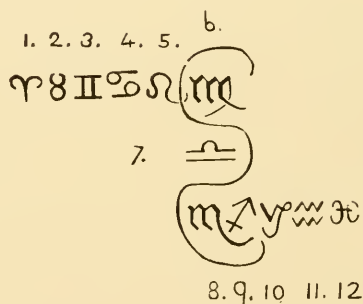 6.
1. 2. 3. 4. 5.
♈ ♉ ♊ ♋ ♌ ♍
7. ♎
♏ ♐ ♑ ♒ ♓
8. 9. 10 11. 12